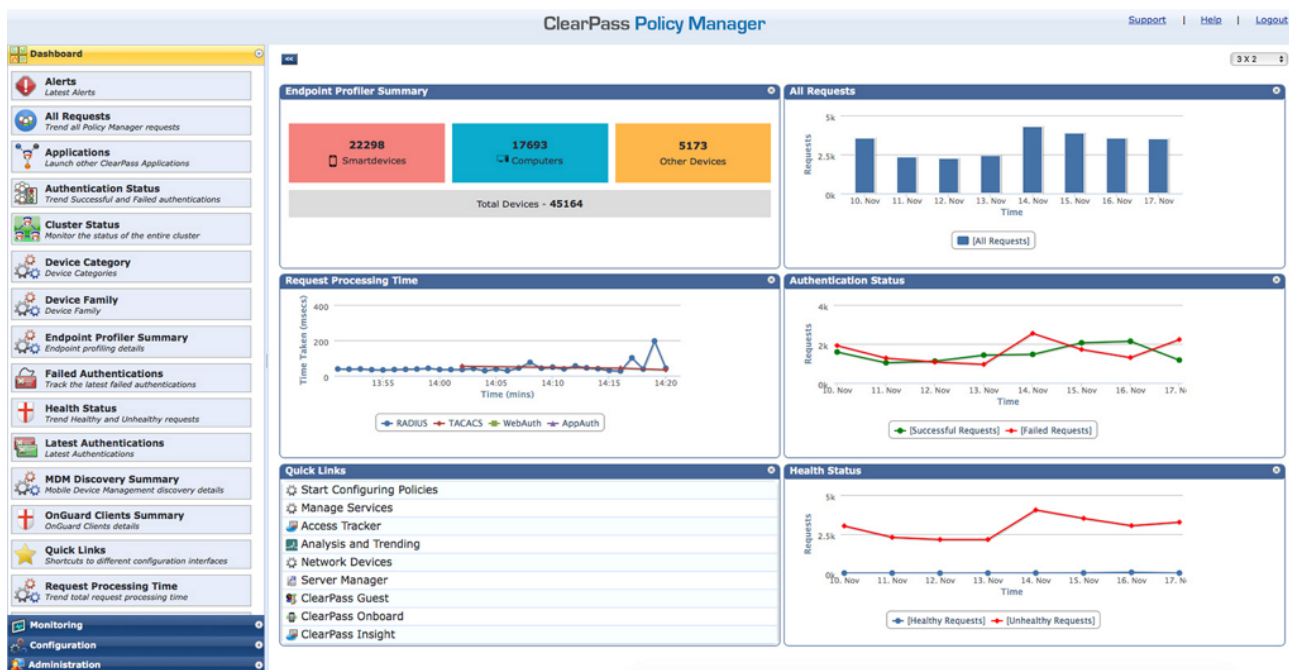 ClearPass Policy Manager
Support | Help | Logout
Dashboard
Alerts
Latest Alerts
All Requests
Trend all Policy Manager requests
Applications
Launch other ClearPass Applications
Authentication Status
Trend Successful and Failed authentications
Cluster Status
Monitor the status of the entire cluster
Device Category
Device Categories
Device Family
Device Family
Endpoint Profiler Summary
Endpoint profiling details
Failed Authentications
Track the latest failed authentications
Health Status
Trend Healthy and Unhealthy requests
Latest Authentications
Latest Authentications
MDM Discovery Summary
Mobile Device Management discovery details
OnGuard Clients Summary
OnGuard Clients details
Quick Links
Shortcuts to different configuration interfaces
Request Processing Time
Trend total request processing time
Monitoring
Configuration
Administration
<<
3 X 2
Endpoint Profiler Summary
22298
Smartdevices
17693
Computers
5173
Other Devices
Total Devices - 45164
All Requests
5k
2.5k
0k
Requests
10. Nov 11. Nov 12. Nov 13. Nov 14. Nov 15. Nov 16. Nov 17. Nov
Time
[All Requests]
Request Processing Time
400
200
0
Time Taken (msecs)
13:55 14:00 14:05 14:10 14:15 14:20
Time (mins)
RADIUS TACACS WebAuth AppAuth
Authentication Status
4k
2k
0k
Requests
10. Nov 11. Nov 12. Nov 13. Nov 14. Nov 15. Nov 16. Nov 17. N
Time
[Successful Requests] [Failed Requests]
Quick Links
Start Configuring Policies
Manage Services
Access Tracker
Analysis and Trending
Network Devices
Server Manager
ClearPass Guest
ClearPass Onboard
ClearPass Insight
Health Status
5k
2.5k
0k
Requests
10. Nov 11. Nov 12. Nov 13. Nov 14. Nov 15. Nov 16. Nov 17. N
Time
[Healthy Requests] [Unhealthy Requests]